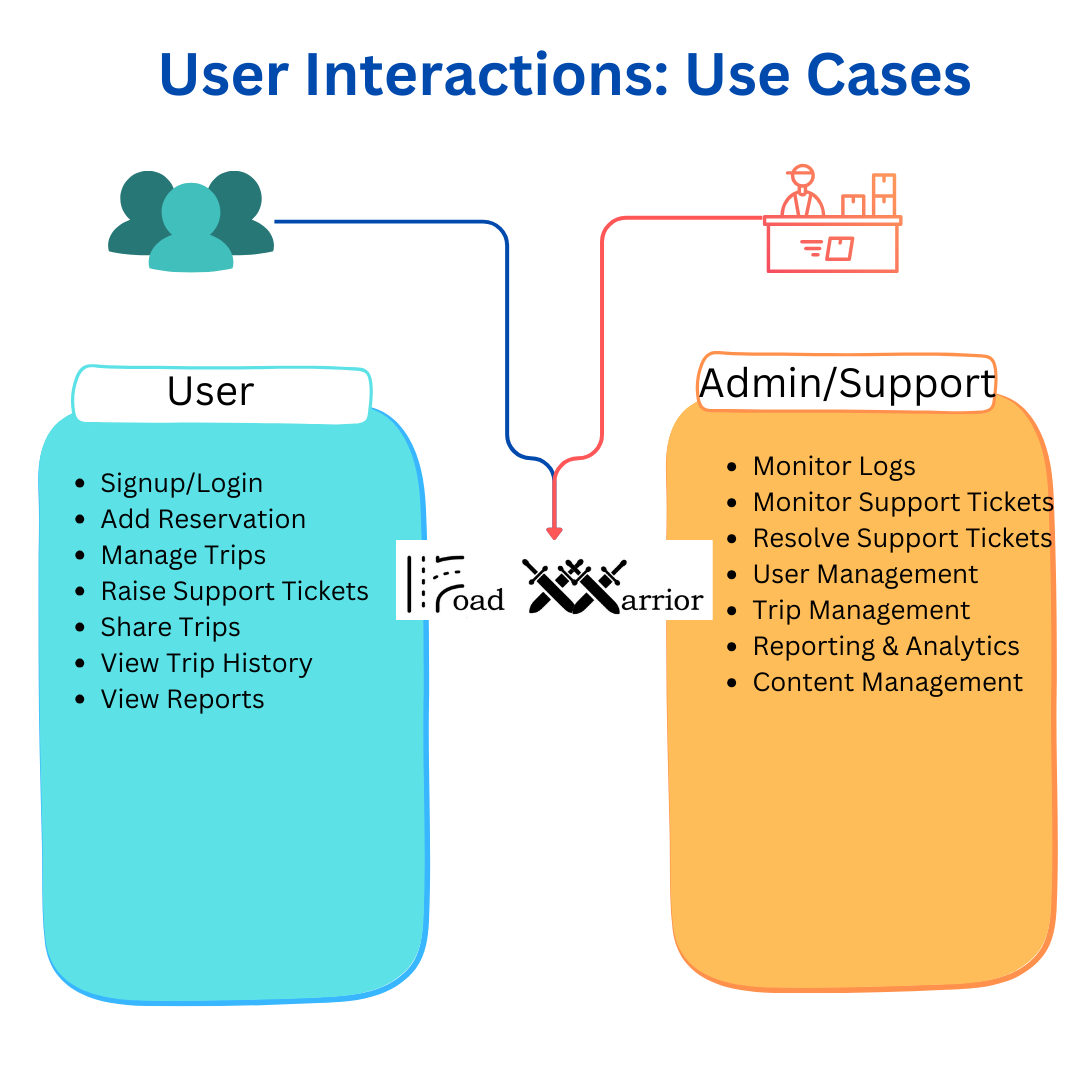 User Interactions: Use Cases
User
• Signup/Login
• Add Reservation
• Manage Trips
• Raise Support Tickets
• Share Trips
• View Trip History
• View Reports
Road Warrior
Admin/Support
• Monitor Logs
• Monitor Support Tickets
• Resolve Support Tickets
• User Management
• Trip Management
• Reporting & Analytics
• Content Management